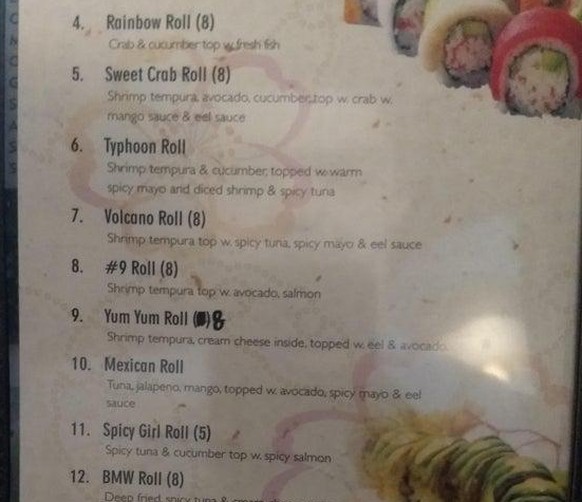 4. Rainbow Roll (8)
Crab & cucumber top w. fresh fish
5. Sweet Crab Roll (8)
Shrimp tempura, avocado, cucumber, top w. crab w.
mango sauce & eel sauce
6. Typhoon Roll
Shrimp tempura & cucumber, topped w. warm
spicy mayo and diced shrimp & spicy tuna
7. Volcano Roll (8)
Shrimp tempura top w. spicy tuna, spicy mayo & eel sauce
8. #9 Roll (8)
Shrimp tempura top w. avocado, salmon
9. Yum Yum Roll ( )8
Shrimp tempura, cream cheese inside, topped w. eel & avocado
10. Mexican Roll
Tuna, jalapeno, mango, topped w. avocado, spicy mayo & eel
sauce
11. Spicy Girl Roll (5)
Spicy tuna & cucumber top w. spicy salmon
12. BMW Roll (8)
Deep fried spicy tuna & cream